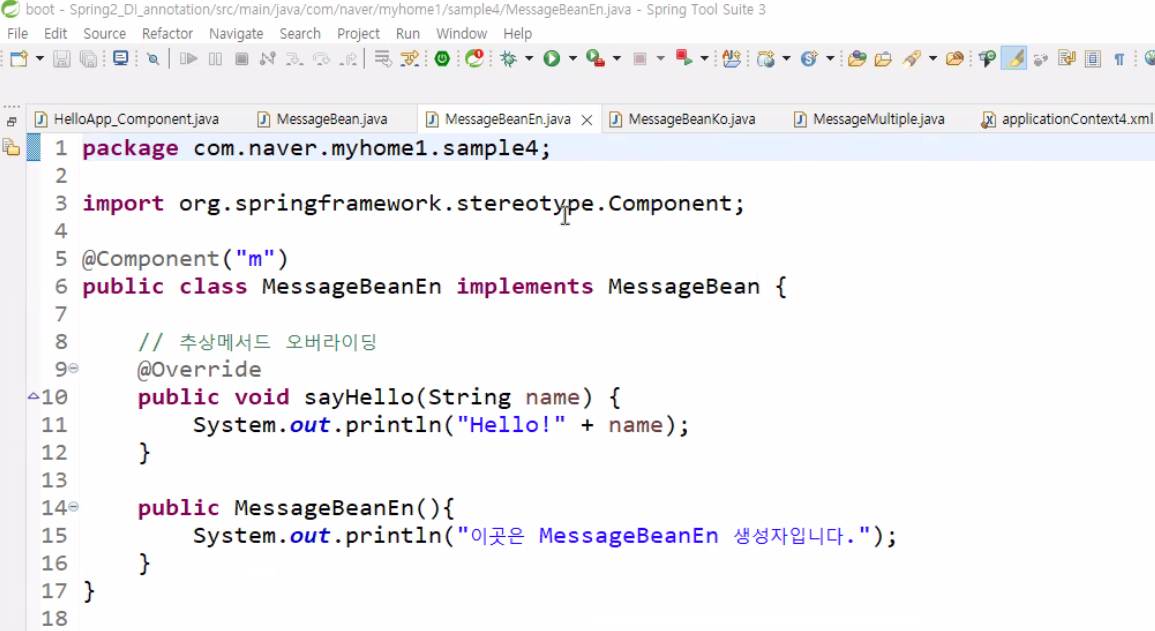 boot - Spring2_DI_annotation/src/main/java/com/naver/myhome1/sample4/MessageBeanEn.java - Spring Tool Suite 3
File Edit Source Refactor Navigate Search Project Run Window Help
HelloApp_Component.java MessageBean.java MessageBeanEn.java MessageBeanKo.java MessageMultiple.java applicationContext4.xml
1 package com.naver.myhome1.sample4;
2
3 import org.springframework.stereotype.Component;
4
5 @Component("m")
6 public class MessageBeanEn implements MessageBean {
7
8 // 추상메서드 오버라이딩
9 @Override
10 public void sayHello(String name) {
11 System.out.println("Hello!" + name);
12 }
13
14 public MessageBeanEn(){
15 System.out.println("이곳은 MessageBeanEn 생성자입니다.");
16 }
17 }
18